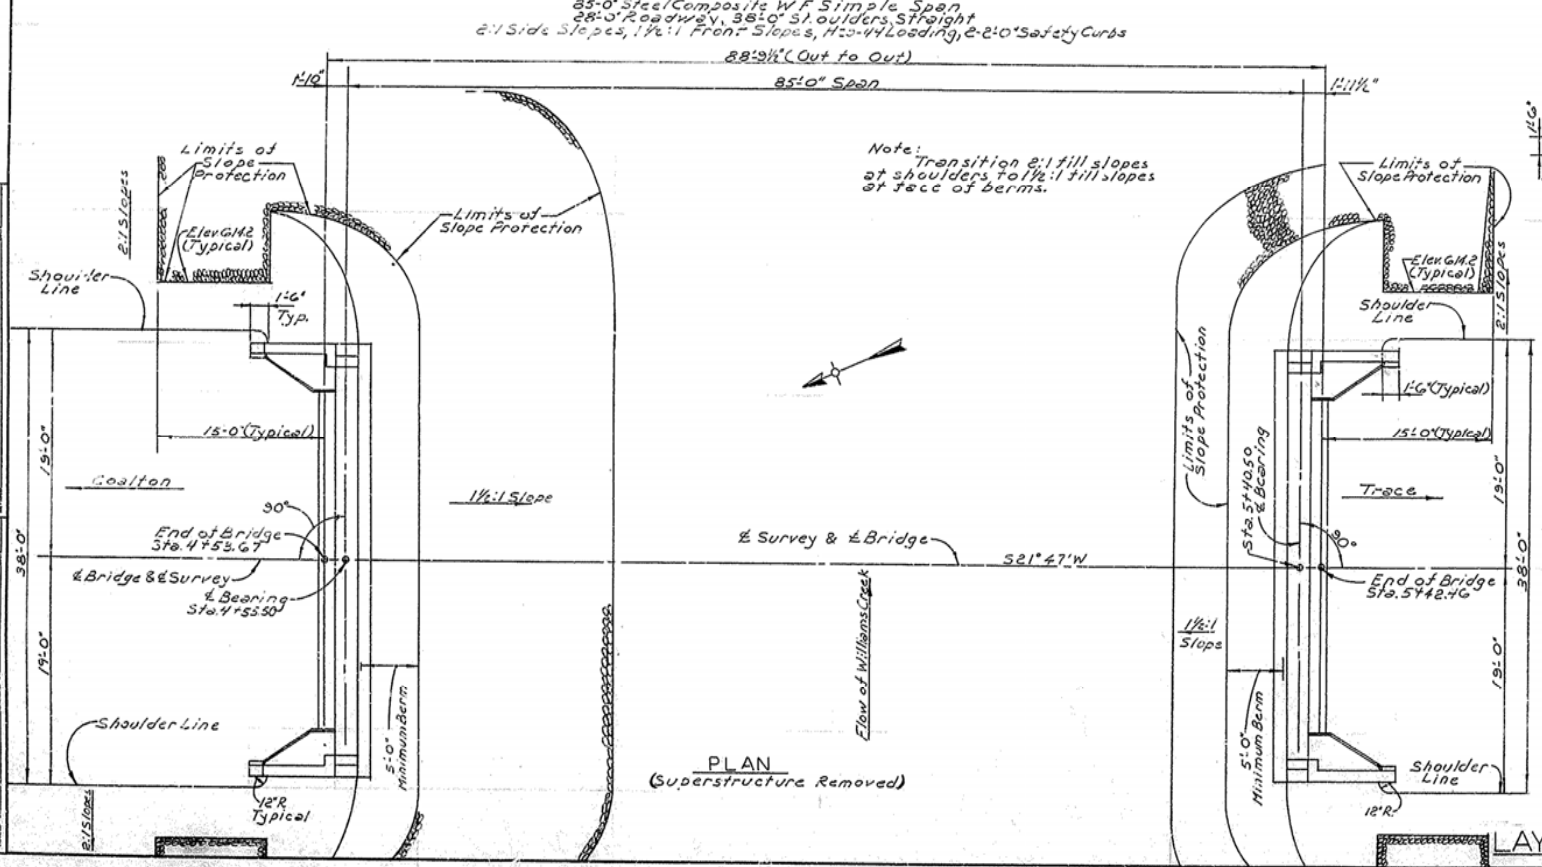 85'-0" Steel Composite W F Simple Span
28'-0" Roadway, 38'-0" Shoulders, Straight
2:1 Side Slopes, 1½:1 Front Slopes, H20-44 Loading, 2-2'-0" Safety Curbs
88'-9½" (Out to Out)
1'-10"
85'-0" Span
1'-11½"
1'-6"
Note:
Transition 2:1 fill slopes
at shoulders to 1½:1 fill slopes
at face of berms.
Limits of
Slope
Protection
Limits of
Slope Protection
Limits of
Slope Protection
2:1 Slopes
Elev. 614.2
(Typical)
Elev. 614.2
(Typical)
2:1 Slopes
Shoulder
Line
1'-6"
Typ.
Shoulder
Line
Limits of
Slope Protection
1'-6" (Typical)
15'-0" (Typical)
15'-0" (Typical)
19'-0"
19'-0"
Coalton
1½:1 Slope
Trace
90°
Sta. 5+40.50
℄ Bearing
90°
End of Bridge
Sta. 4+53.67
℄ Survey & ℄ Bridge
S21°47'W
38'-0"
38'-0"
℄ Bridge & ℄ Survey
℄ Bearing
Sta. 4+55.50
End of Bridge
Sta. 5+42.46
Flow of Williams Creek
1½:1
Slope
19'-0"
19'-0"
5'-0"
Minimum Berm
5'-0"
Minimum Berm
Shoulder Line
PLAN
(Superstructure Removed)
Shoulder
Line
12"R
Typical
12"R.
2:1 Slopes
LAY